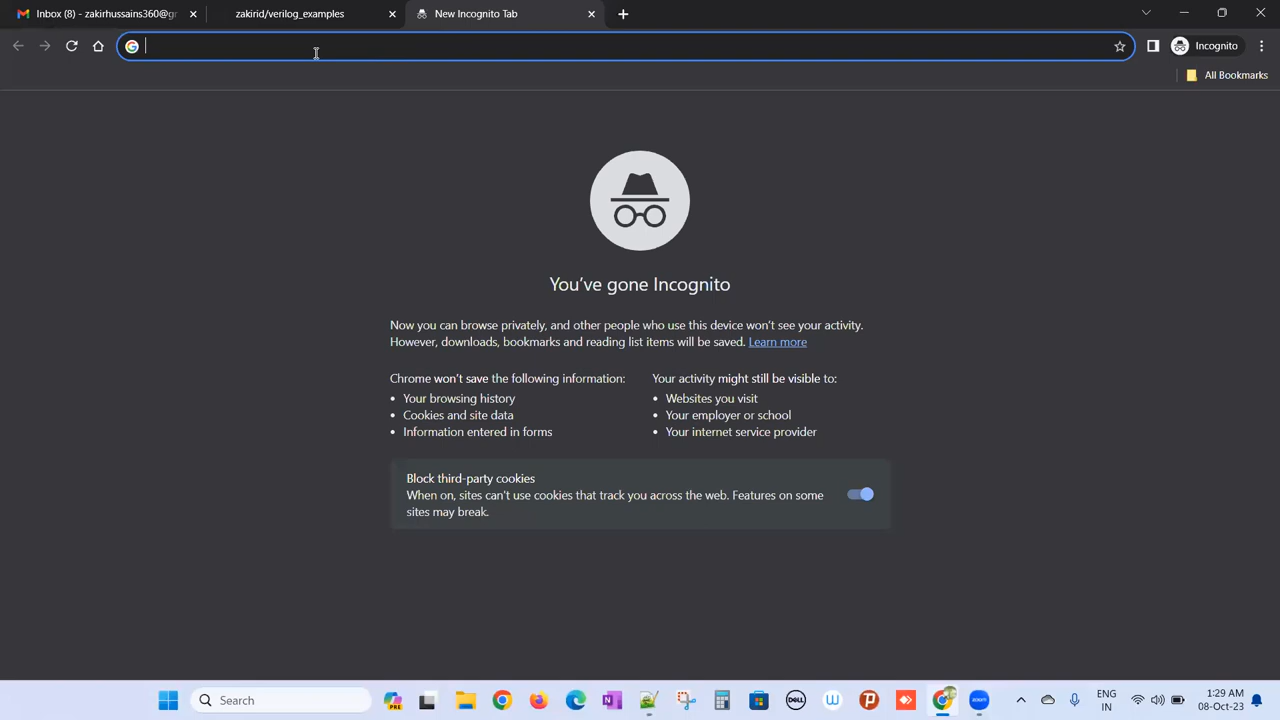 Inbox (8) - zakirhussains360@gr
zakirid/verilog_examples
New Incognito Tab
Incognito
All Bookmarks
You've gone Incognito
Now you can browse privately, and other people who use this device won't see your activity.
However, downloads, bookmarks and reading list items will be saved. Learn more
Chrome won't save the following information:
• Your browsing history
• Cookies and site data
• Information entered in forms
Your activity might still be visible to:
• Websites you visit
• Your employer or school
• Your internet service provider
Block third-party cookies
When on, sites can't use cookies that track you across the web. Features on some
sites may break.
Search
PRE
DELL
zoom
ENG
IN
1:29 AM
08-Oct-23